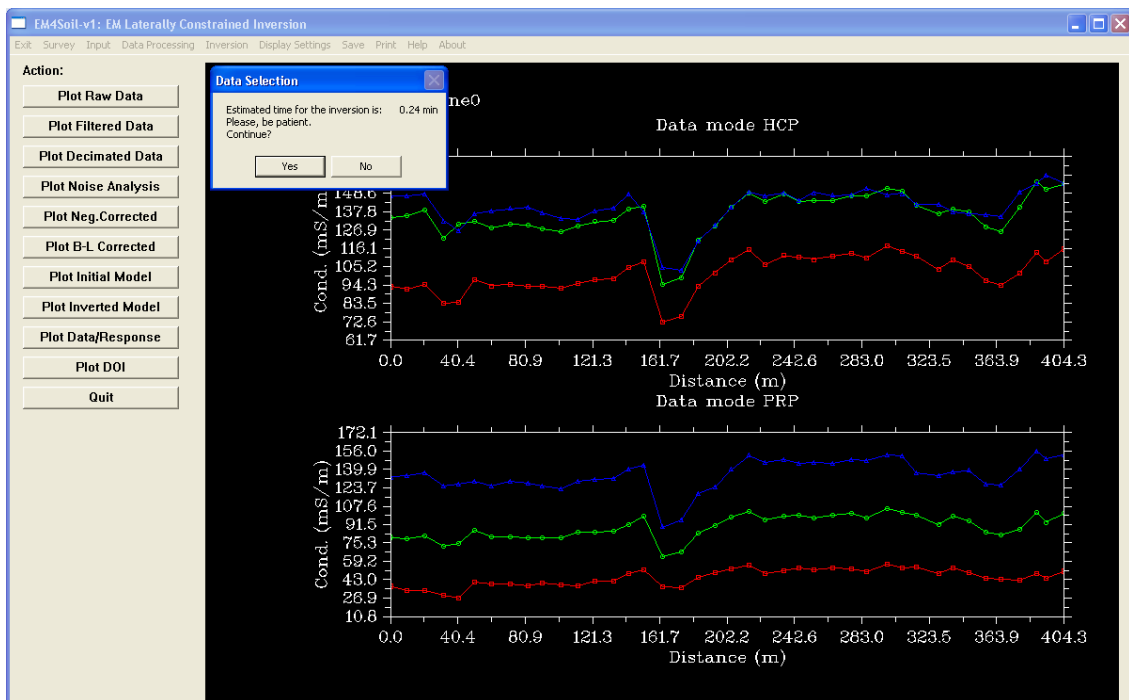 EM4Soil-v1: EM Laterally Constrained Inversion
Exit Survey Input Data Processing Inversion Display Settings Save Print Help About
Action:
Plot Raw Data
Plot Filtered Data
Plot Decimated Data
Plot Noise Analysis
Plot Neg.Corrected
Plot B-L Corrected
Plot Initial Model
Plot Inverted Model
Plot Data/Response
Plot DOI
Quit
Data Selection
Estimated time for the inversion is: 0.24 min
Please, be patient.
Continue?
Yes No
ne0
Data mode HCP
Cond. (mS/m)
148.6
137.8
126.9
116.1
105.2
94.3
83.5
72.6
61.7
0.0 40.4 80.9 121.3 161.7 202.2 242.6 283.0 323.5 363.9 404.3
Distance (m)
Data mode PRP
Cond. (mS/m)
172.1
156.0
139.9
123.7
107.6
91.5
75.3
59.2
43.0
26.9
10.8
0.0 40.4 80.9 121.3 161.7 202.2 242.6 283.0 323.5 363.9 404.3
Distance (m)